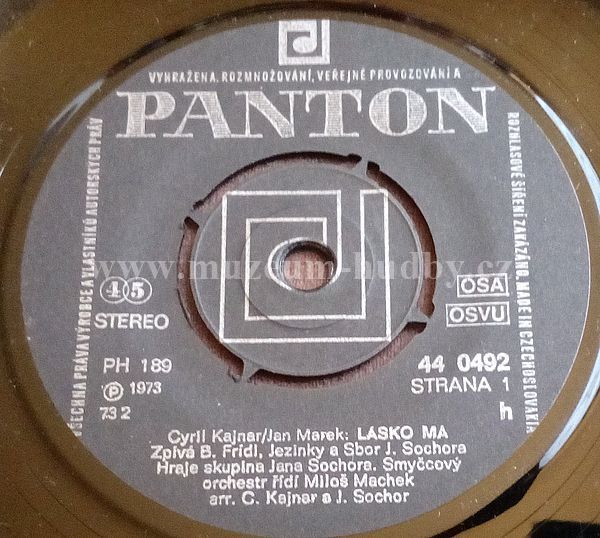 VYHRAŽENA, ROZMNOŽOVÁNÍ, VEŘEJNÉ PROVOZOVÁNÍ A
PANTON
VŠECHNA PRÁVA VÝROBCE A VLASTNÍKŮ AUTORSKÝCH PRÁV
ROZHLASOVÉ ŠÍŘENÍ ZAKÁZÁNO. MADE IN CZECHOSLOVAKIA
www.muzeum-hudby.cz
45
STEREO
OSA
OSVU
PH 189
Ⓟ 1973
73 2
44 0492
STRANA 1
h
Cyril Kajnar/Jan Marek: LÁSKO MÁ
Zpívá B. Frídl, Jezinky a Sbor J. Sochora
Hraje skupina Jana Sochora. Smyčcový
orchestr řídí Miloš Machek
arr. C. Kajnar a J. Sochor